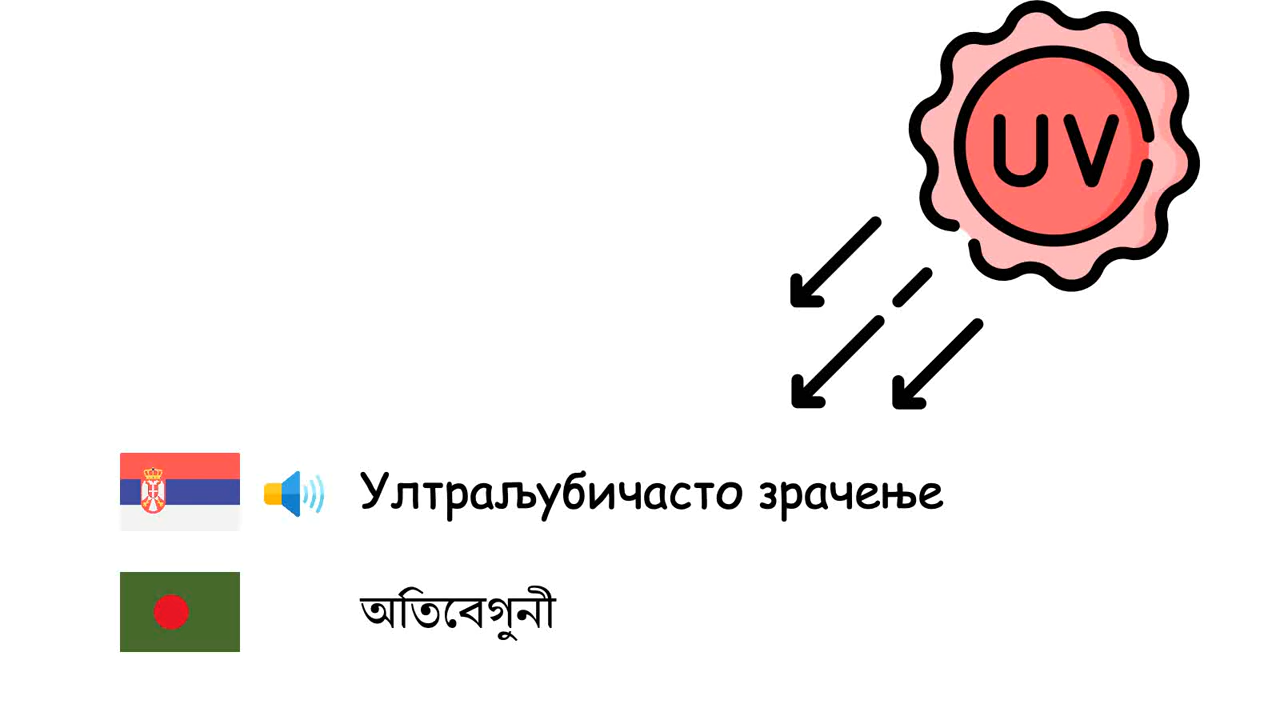 UV
Ултраљубичасто зрачење
অতিবেগুনী